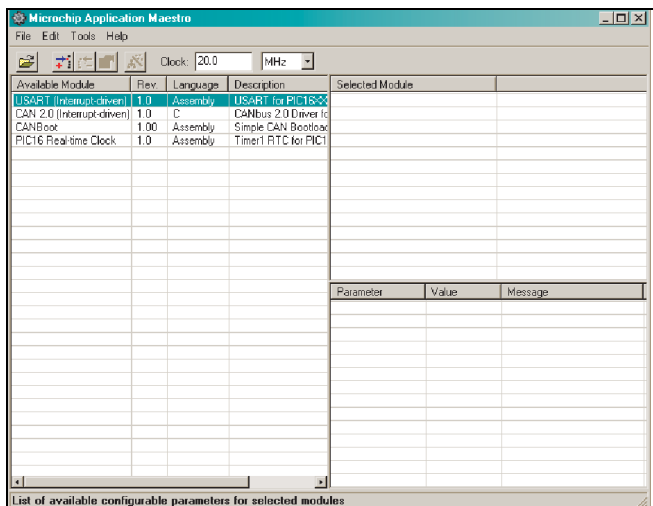 Microchip Application Maestro
File Edit Tools Help
Clock: 20.0 MHz
Available Module Rev. Language Description
USART (Interrupt-driven) 1.0 Assembly USART for PIC16
CAN 2.0 (Interrupt-driven) 1.0 C CANbus 2.0 Driver
CANBoot 1.00 Assembly Simple CAN Bootloa
PIC16 Real-time Clock 1.0 Assembly Timer1 RTC for PIC1
Selected Module
Parameter Value Message
List of available configurable parameters for selected modules